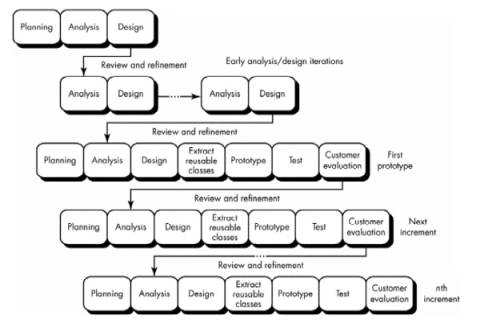 Planning Analysis Design
Review and refinement
Early analysis/design iterations
Analysis Design Analysis Design
Review and refinement
Planning Analysis Design Extract reusable classes Prototype Test Customer evaluation First prototype
Review and refinement
Planning Analysis Design Extract reusable classes Prototype Test Customer evaluation Next increment
Review and refinement
Planning Analysis Design Extract reusable classes Prototype Test Customer evaluation nth increment